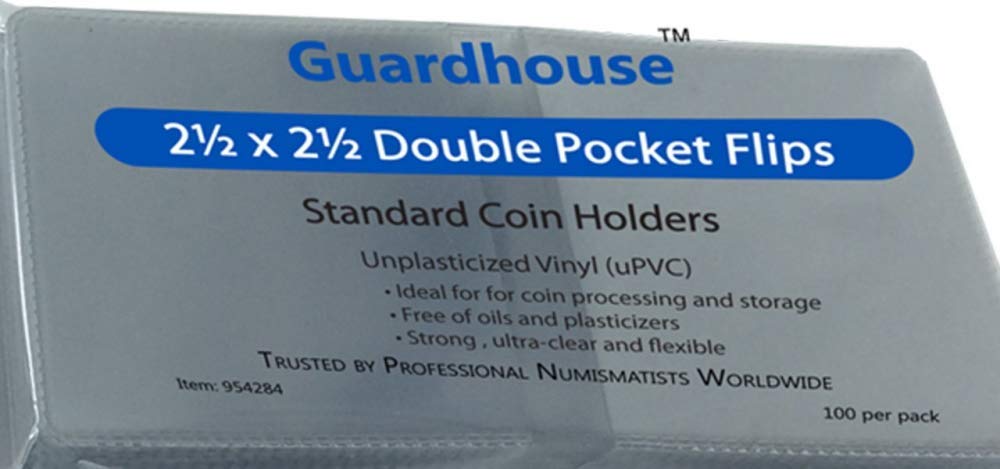 Guardhouse™
2½ x 2½ Double Pocket Flips
Standard Coin Holders
Unplasticized Vinyl (uPVC)
• Ideal for for coin processing and storage
• Free of oils and plasticizers
• Strong , ultra-clear and flexible
TRUSTED BY PROFESSIONAL NUMISMATISTS WORLDWIDE
Item: 954284
100 per pack